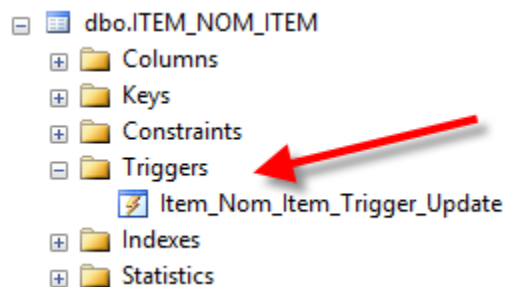 dbo.ITEM_NOM_ITEM
Columns
Keys
Constraints
Triggers
Item_Nom_Item_Trigger_Update
Indexes
Statistics